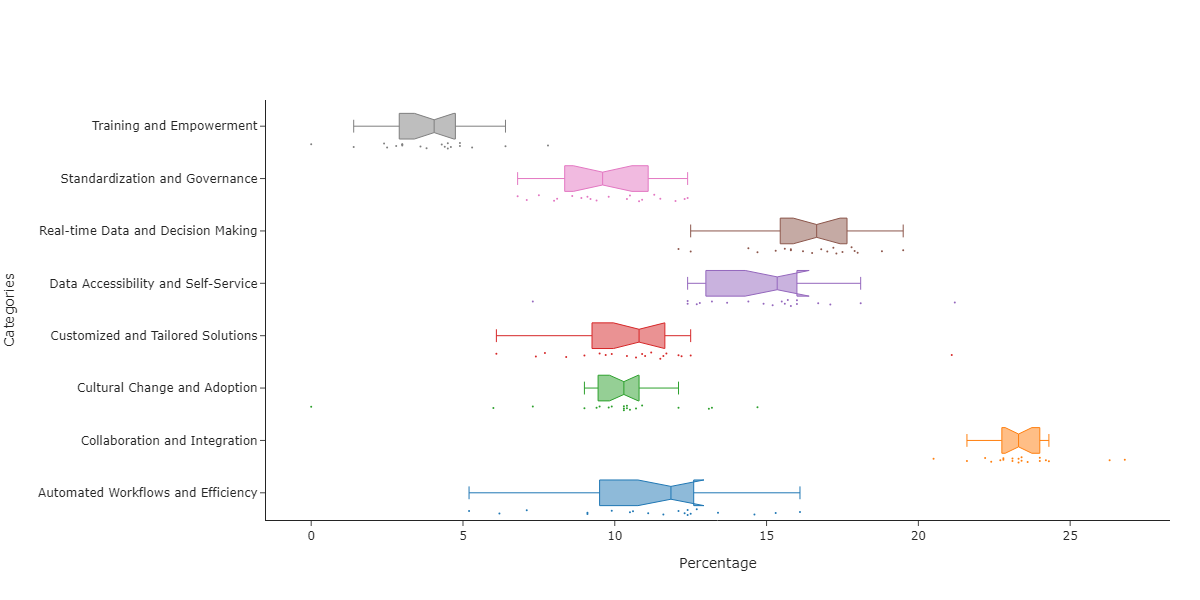 Training and Empowerment
Standardization and Governance
Real-time Data and Decision Making
Data Accessibility and Self-Service
Customized and Tailored Solutions
Cultural Change and Adoption
Collaboration and Integration
Automated Workflows and Efficiency
Categories
0 5 10 15 20 25
Percentage